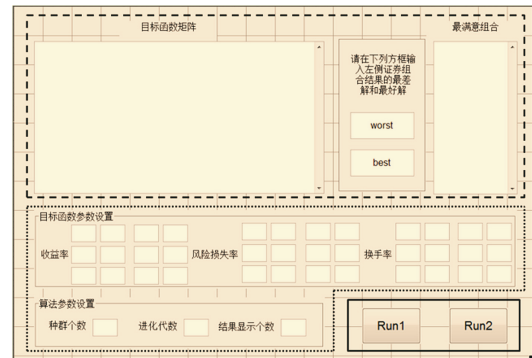 目标函数矩阵
最满意组合
请在下列方框输
入左侧证券组
合结果的最差
解和最好解
worst
best
目标函数参数设置
收益率
风险损失率
换手率
算法参数设置
种群个数
进化代数
结果显示个数
Run1
Run2